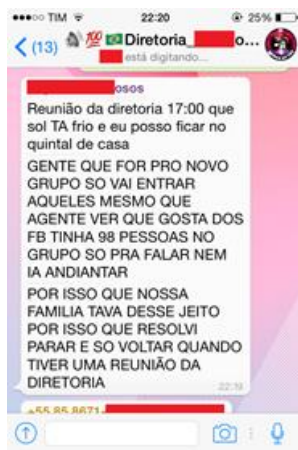 TIM 22:20 25%
(13) 💯 🇧🇷 Diretoria_ o...
está digitando...
osos
Reunião da diretoria 17:00 que
sol TA frio e eu posso ficar no
quintal de casa
GENTE QUE FOR PRO NOVO
GRUPO SO VAI ENTRAR
AQUELES MESMO QUE
AGENTE VER QUE GOSTA DOS
FB TINHA 98 PESSOAS NO
GRUPO SO PRA FALAR NEM
IA ANDIANTAR
POR ISSO QUE NOSSA
FAMILIA TAVA DESSE JEITO
POR ISSO QUE RESOLVI
PARAR E SO VOLTAR QUANDO
TIVER UMA REUNIÃO DA
DIRETORIA
22:19
+55 85 8671-